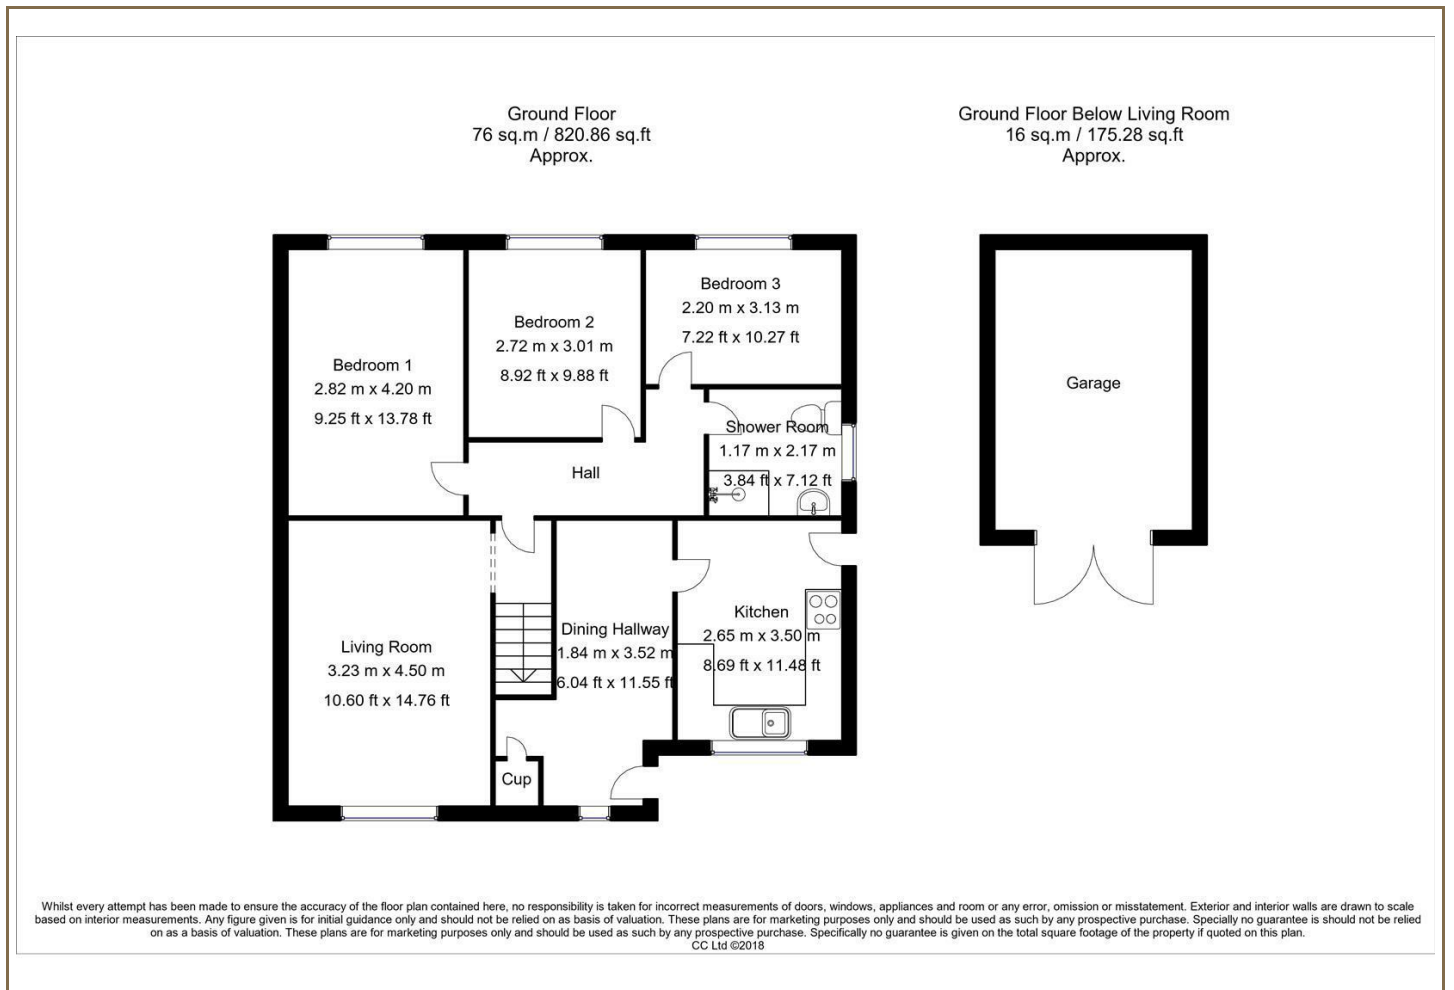 Ground Floor
76 sq.m / 820.86 sq.ft
Approx.
Ground Floor Below Living Room
16 sq.m / 175.28 sq.ft
Approx.
Bedroom 1
2.82 m x 4.20 m
9.25 ft x 13.78 ft
Bedroom 2
2.72 m x 3.01 m
8.92 ft x 9.88 ft
Bedroom 3
2.20 m x 3.13 m
7.22 ft x 10.27 ft
Garage
Shower Room
1.17 m x 2.17 m
3.84 ft x 7.12 ft
Hall
Living Room
3.23 m x 4.50 m
10.60 ft x 14.76 ft
Dining Hallway
1.84 m x 3.52 m
6.04 ft x 11.55 ft
Kitchen
2.65 m x 3.50 m
8.69 ft x 11.48 ft
Cup
Whilst every attempt has been made to ensure the accuracy of the floor plan contained here, no responsibility is taken for incorrect measurements of doors, windows, appliances and room or any error, omission or misstatement. Exterior and interior walls are drawn to scale
based on interior measurements. Any figure given is for initial guidance only and should not be relied on as basis of valuation. These plans are for marketing purposes only and should be used as such by any prospective purchase. Specially no guarantee is should not be relied
on as a basis of valuation. These plans are for marketing purposes only and should be used as such by any prospective purchase. Specifically no guarantee is given on the total square footage of the property if quoted on this plan.
CC Ltd ©2018